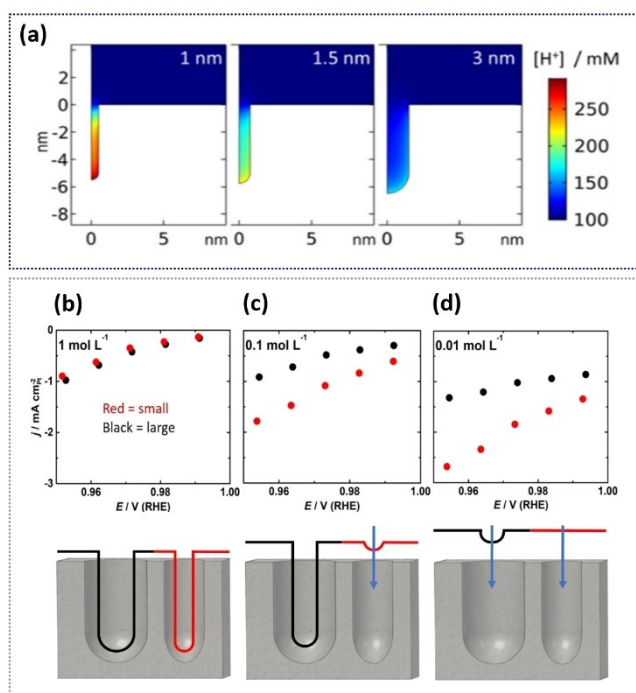 (a)
1 nm
1.5 nm
3 nm
[H⁺] / mM
2
0
-2
-4
-6
-8
nm
0 5 nm
0 5 nm
0 5 nm
250
200
150
100
(b)
(c)
(d)
0
-1
-2
-3
j / mA cm⁻²Pt
1 mol L⁻¹
Red = small
Black = large
0.1 mol L⁻¹
0.01 mol L⁻¹
0.96 0.98 1.00
0.96 0.98 1.00
0.96 0.98 1.00
E / V (RHE)
E / V (RHE)
E / V (RHE)